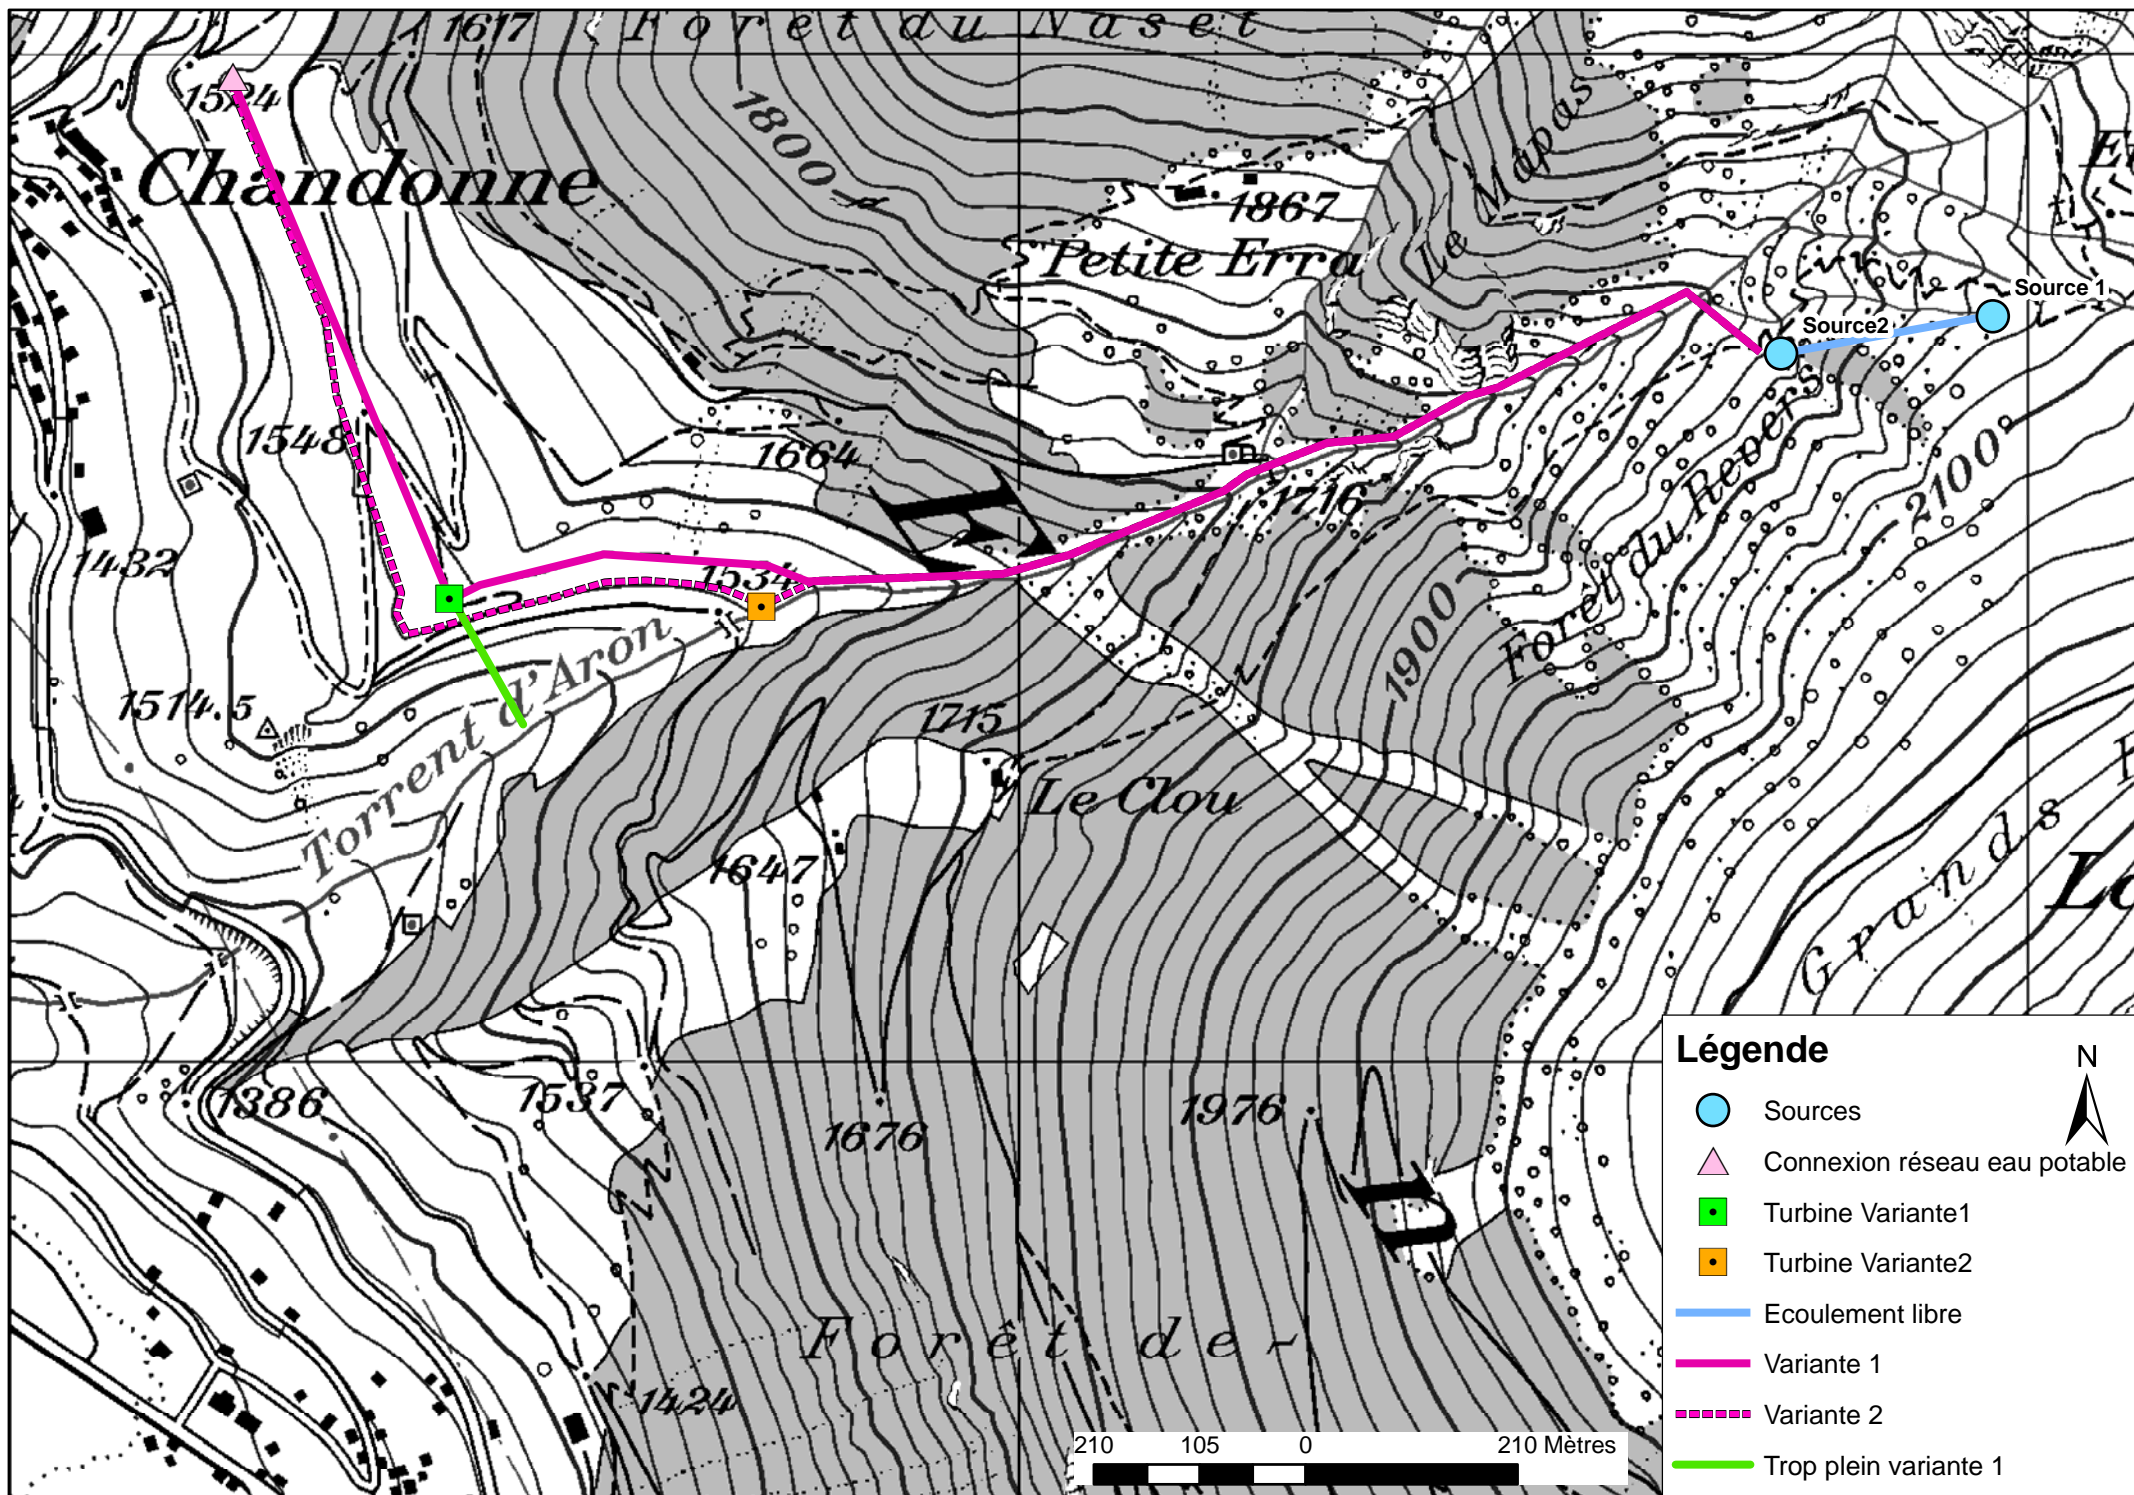 1617
Forêt du Naset
1524
Chandonne
1800
Le Mapas
1867
Petite Erra
Source 1
Source2
1548
1664
1716
2100
1432
1534
Forêt du Revers
1900
Torrent d'Aron
1514.5
1715
Le Clou
1647
Grands
1386
1537
1676
1976
Forêt de-
1424
210 105 0 210 Mètres
Légende
N
Sources
Connexion réseau eau potable
Turbine Variante1
Turbine Variante2
Ecoulement libre
Variante 1
Variante 2
Trop plein variante 1